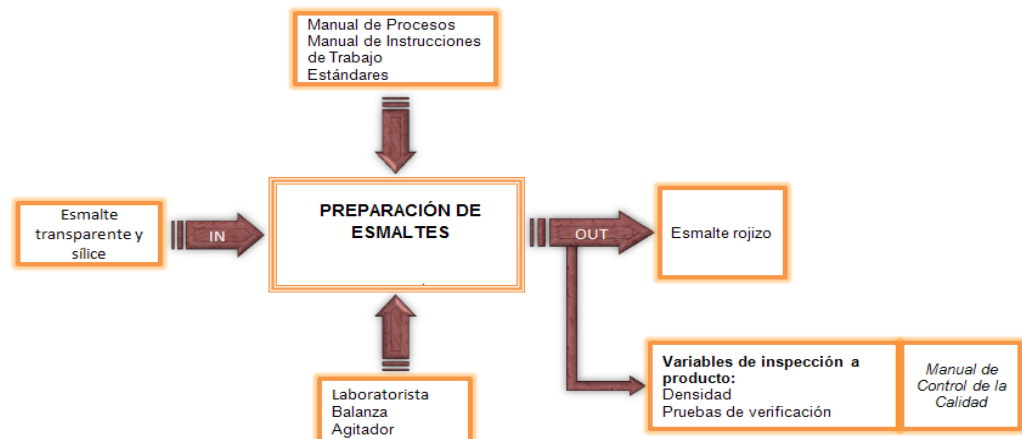 Manual de Procesos
Manual de Instrucciones
de Trabajo
Estándares
Esmalte
transparente y
sílice
IN
PREPARACIÓN DE
ESMALTES
OUT
Esmalte rojizo
Laboratorista
Balanza
Agitador
Variables de inspección a
producto:
Densidad
Pruebas de verificación
Manual de
Control de la
Calidad